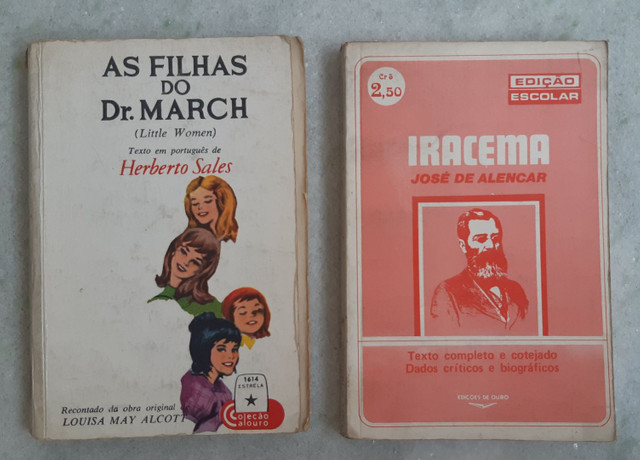 AS FILHAS
DO
Dr. MARCH
(Little Women)
Texto em português de
Herberto Sales
1614
ESTRÊLA
Coleção
Calouro
Recontado da obra original
LOUISA MAY ALCOTT
Cr$
2,50
EDIÇÃO
ESCOLAR
IRACEMA
JOSÉ DE ALENCAR
Texto completo e cotejado
Dados críticos e biográficos
EDIÇÕES DE OURO